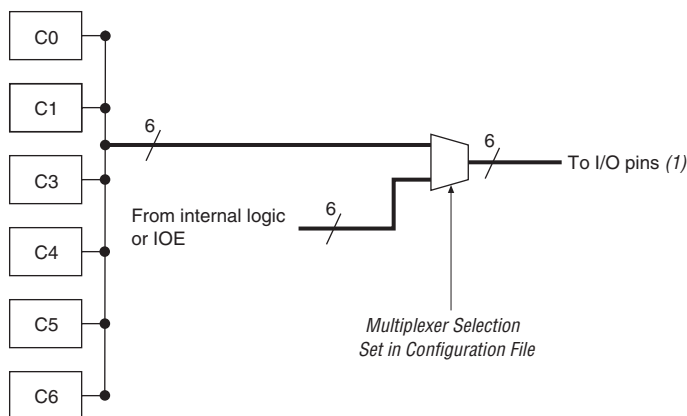 C0
C1
C3
C4
C5
C6
6
6
6
From internal logic
or IOE
To I/O pins (1)
Multiplexer Selection
Set in Configuration File